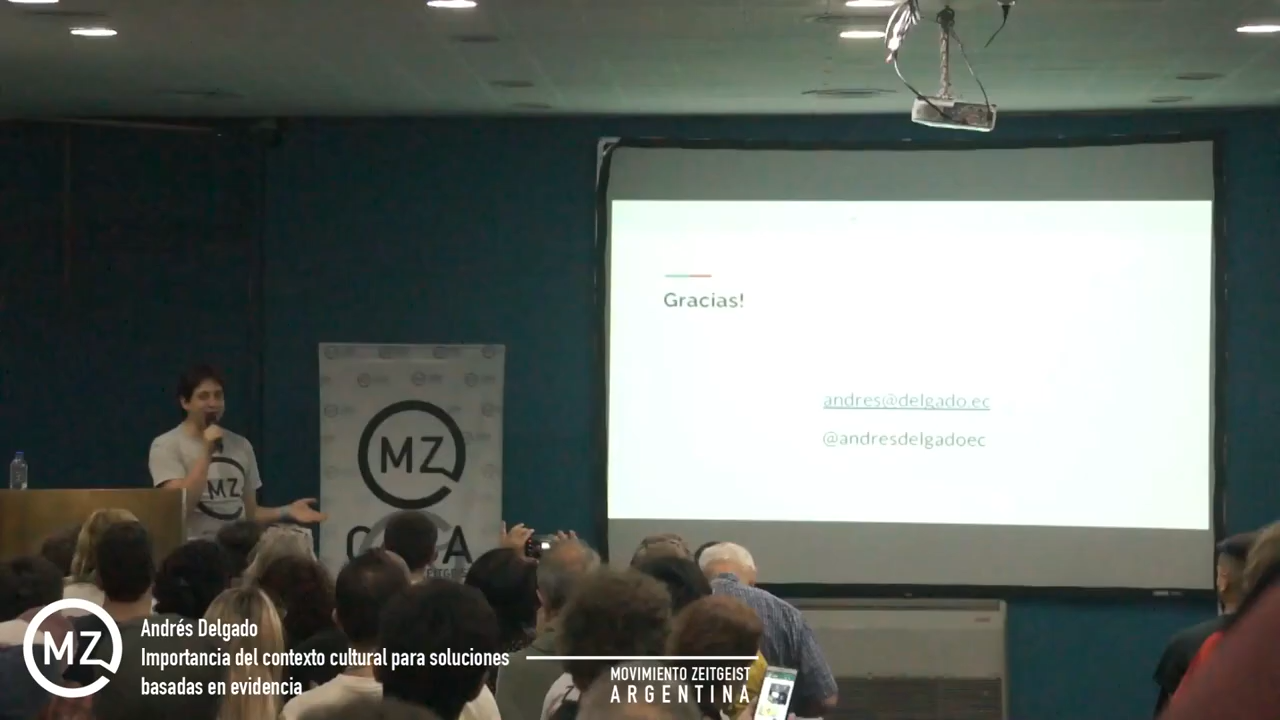 Gracias!
andres@delgado.ec
@andresdelgadoec
MZ
MZ
MZ
Andrés Delgado
Importancia del contexto cultural para soluciones
basadas en evidencia
MOVIMIENTO ZEITGEIST
ARGENTINA